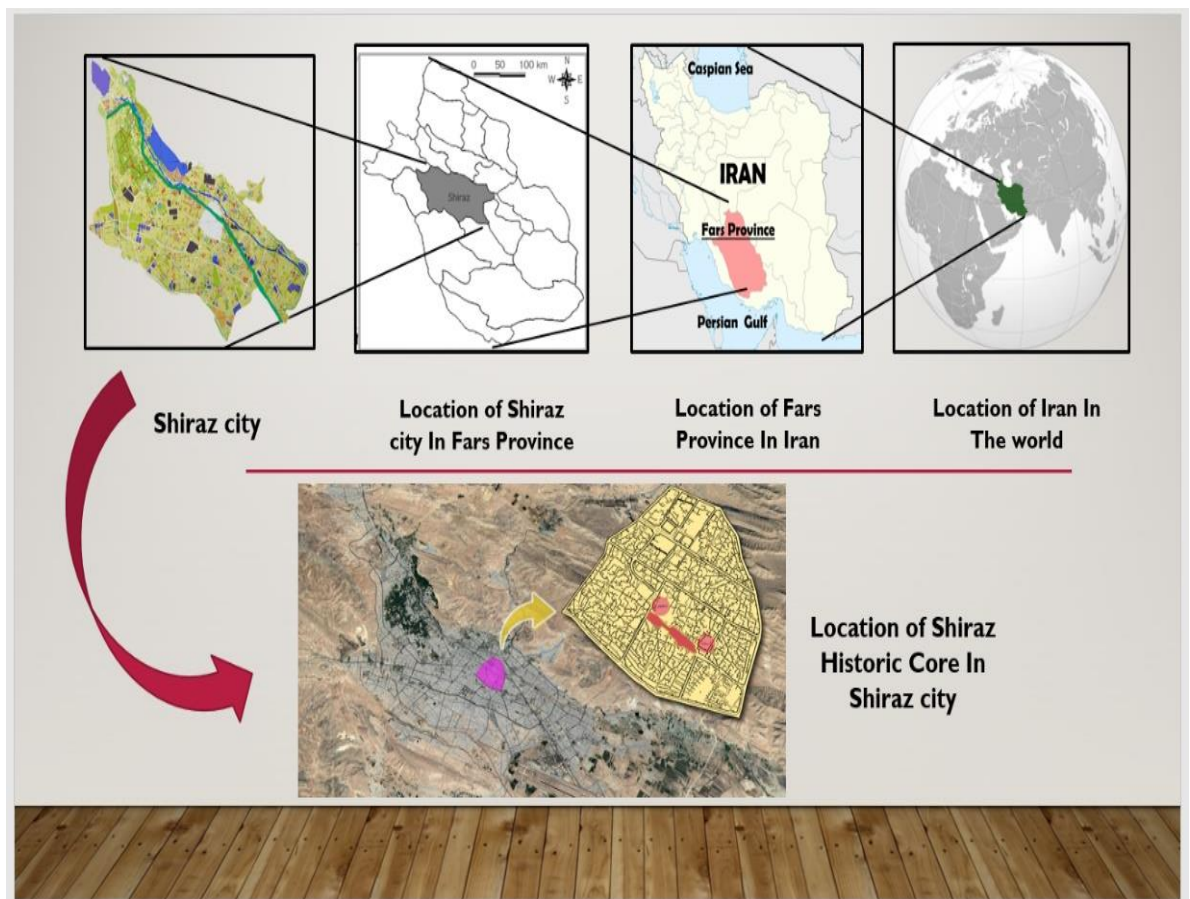 0 50 100 km
N
W E
S
Shiraz
Caspian Sea
IRAN
Fars Province
Persian Gulf
Shiraz city
Location of Shiraz
city In Fars Province
Location of Fars
Province In Iran
Location of Iran In
The world
Location of Shiraz
Historic Core In
Shiraz city